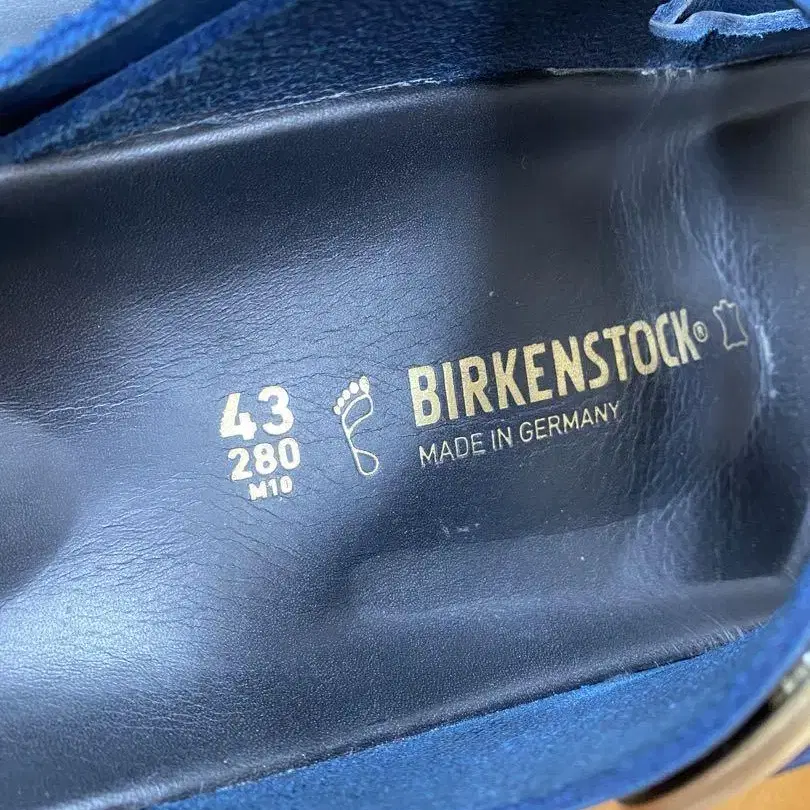 43
280
M10
BIRKENSTOCK®
MADE IN GERMANY